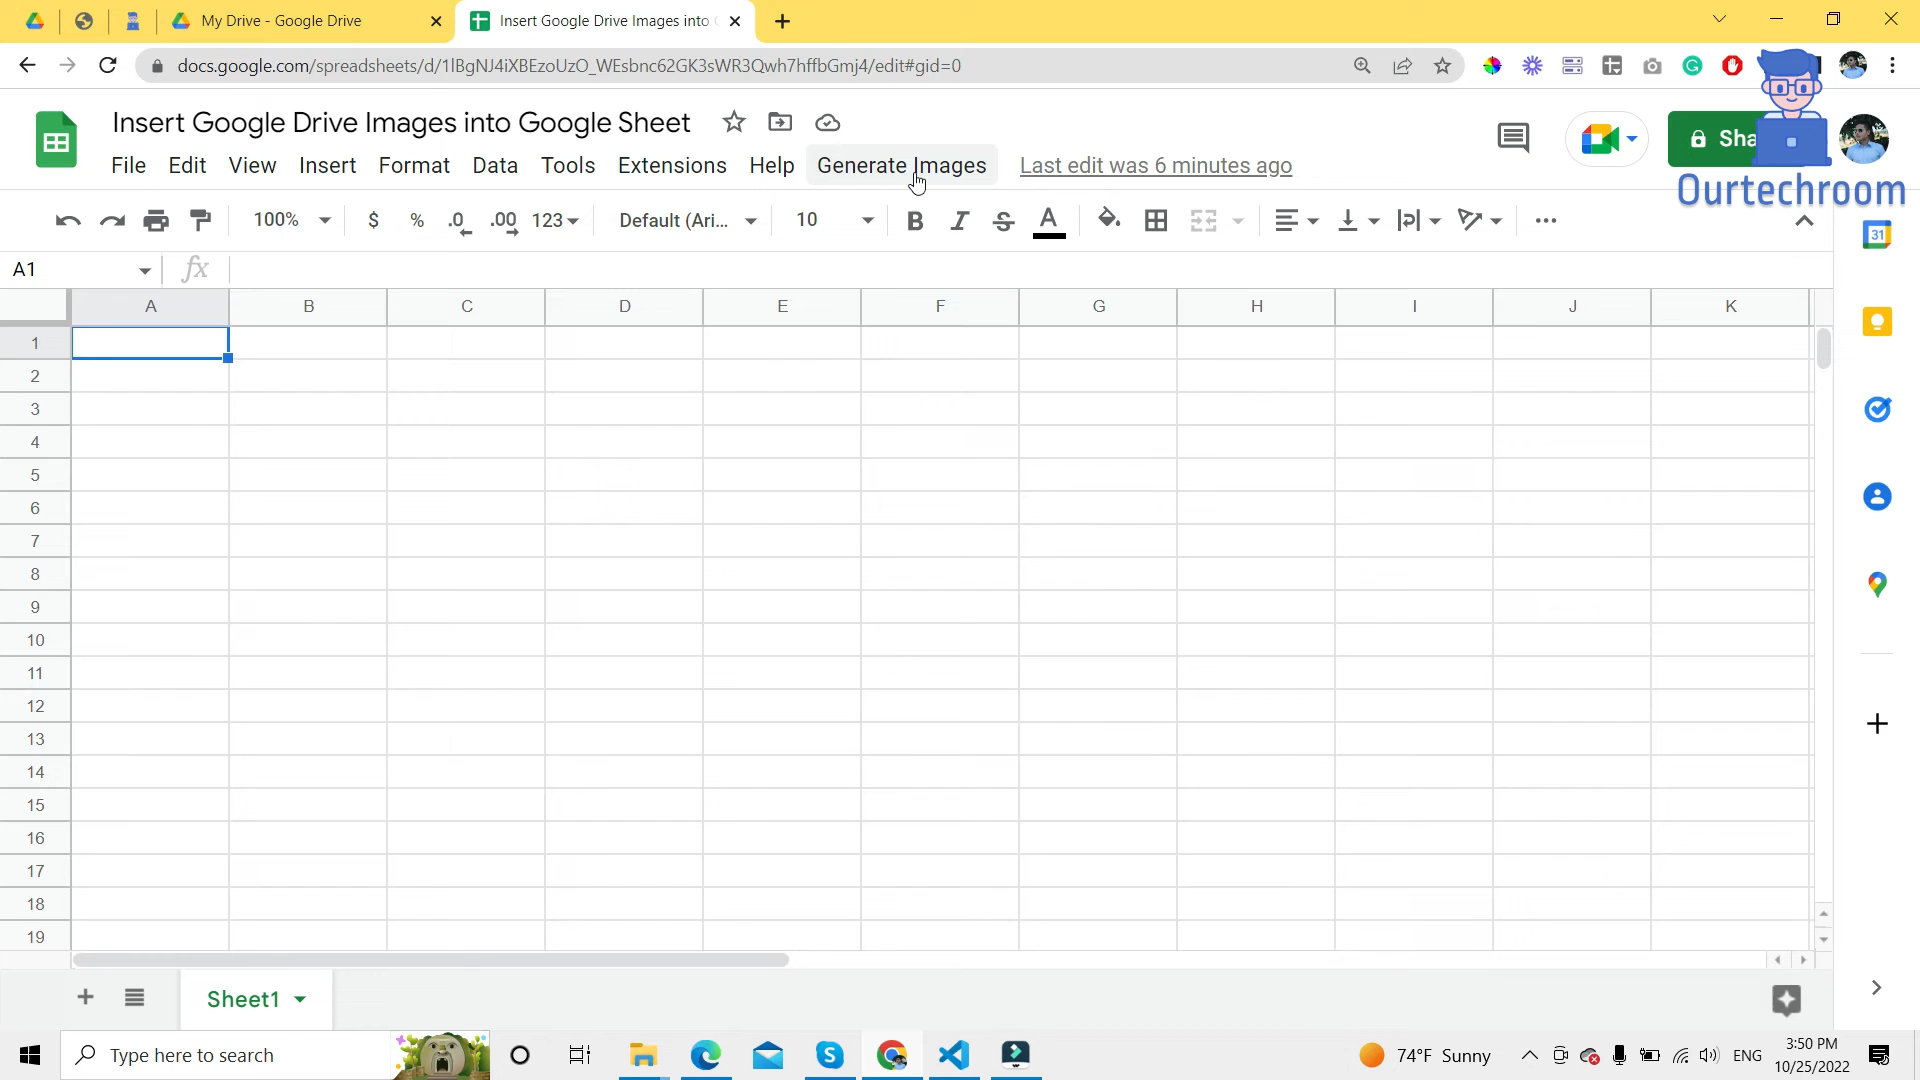 My Drive - Google Drive
Insert Google Drive Images into
docs.google.com/spreadsheets/d/1lBgNJ4iXBEzoUzO_WEsbnc62GK3sWR3Qwh7hffbGmj4/edit#gid=0
Insert Google Drive Images into Google Sheet
Sha
File Edit View Insert Format Data Tools Extensions Help Generate Images Last edit was 6 minutes ago
Ourtechroom
100% $ % .0 .00 123 Default (Ari... 10 B I S A
31
A1 fx
A B C D E F G H I J K
1
2
3
4
5
6
7
8
9
10
11
12
13
14
15
16
17
18
19
Sheet1
Type here to search
74°F Sunny
ENG
3:50 PM
10/25/2022